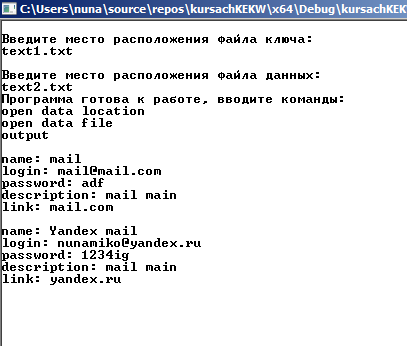 C:\Users\nuna\source\repos\kursachKEKW\x64\Debug\kursachKEKW
Введите место расположения файла ключа:
text1.txt
Введите место расположения файла данных:
text2.txt
Программа готова к работе, вводите команды:
open data location
open data file
output
name: mail
login: mail@mail.com
password: adf
description: mail main
link: mail.com
name: Yandex mail
login: nunamiko@yandex.ru
password: 1234ig
description: mail main
link: yandex.ru